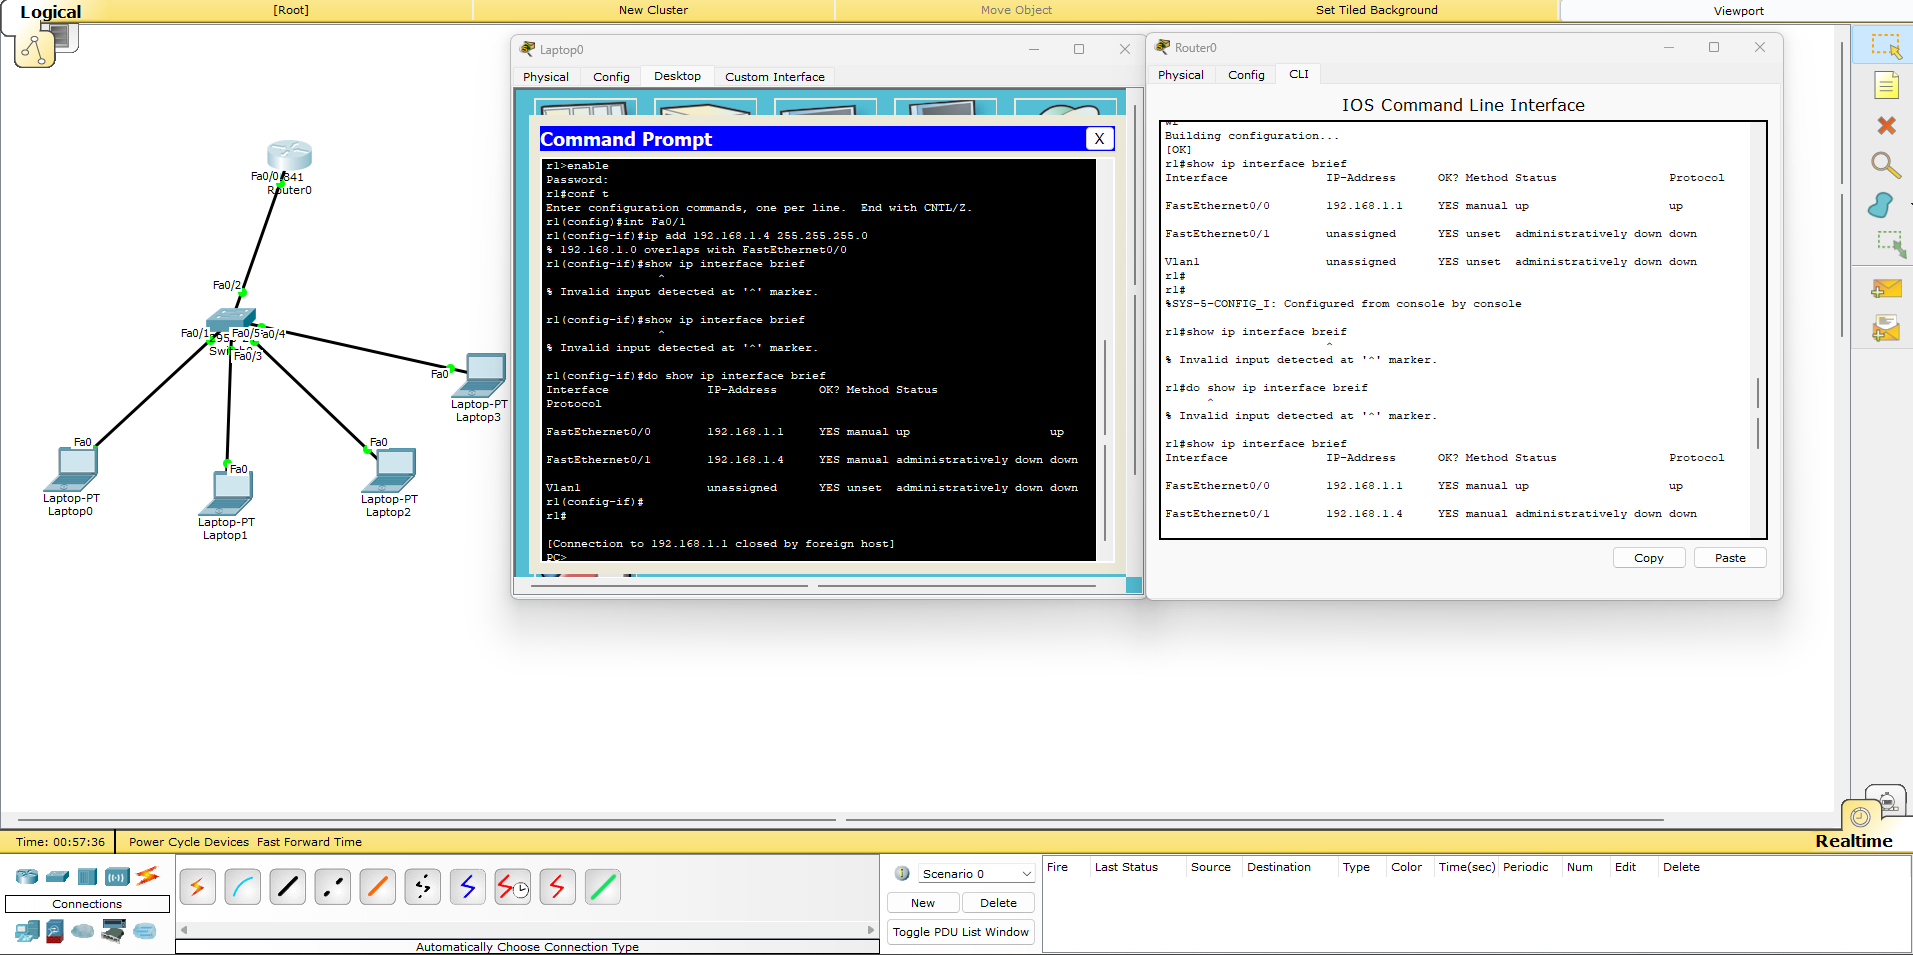 Logical
[Root]
New Cluster
Move Object
Set Tiled Background
Viewport
Fa0/0
841
Router0
Fa0/2
Fa0/1
Fa0/5
a0/4
Fa0/3
Fa0
Laptop-PT
Laptop3
Fa0
Laptop-PT
Laptop0
Fa0
Laptop-PT
Laptop1
Fa0
Laptop-PT
Laptop2
Laptop0
Physical
Config
Desktop
Custom Interface
Command Prompt
X
r1>enable
Password:
r1#conf t
Enter configuration commands, one per line.  End with CNTL/Z.
r1(config)#int Fa0/1
r1(config-if)#ip add 192.168.1.4 255.255.255.0
% 192.168.1.0 overlaps with FastEthernet0/0
r1(config-if)#show ip interface brief
^
% Invalid input detected at '^' marker.
r1(config-if)#show ip interface brief
^
% Invalid input detected at '^' marker.
r1(config-if)#do show ip interface brief
Interface IP-Address OK? Method Status
Protocol
FastEthernet0/0 192.168.1.1 YES manual up up
FastEthernet0/1 192.168.1.4 YES manual administratively down down
Vlan1 unassigned YES unset administratively down down
r1(config-if)#
r1#
[Connection to 192.168.1.1 closed by foreign host]
PC>
Router0
Physical
Config
CLI
IOS Command Line Interface
wr
Building configuration...
[OK]
r1#show ip interface brief
Interface IP-Address OK? Method Status Protocol
FastEthernet0/0 192.168.1.1 YES manual up up
FastEthernet0/1 unassigned YES unset administratively down down
Vlan1 unassigned YES unset administratively down down
r1#
r1#
%SYS-5-CONFIG_I: Configured from console by console
r1#show ip interface breif
^
% Invalid input detected at '^' marker.
r1#do show ip interface breif
^
% Invalid input detected at '^' marker.
r1#show ip interface brief
Interface IP-Address OK? Method Status Protocol
FastEthernet0/0 192.168.1.1 YES manual up up
FastEthernet0/1 192.168.1.4 YES manual administratively down down
Copy
Paste
Time: 00:57:36
Power Cycle Devices  Fast Forward Time
Realtime
Connections
Automatically Choose Connection Type
Scenario 0
New
Delete
Toggle PDU List Window
Fire
Last Status
Source
Destination
Type
Color
Time(sec)
Periodic
Num
Edit
Delete